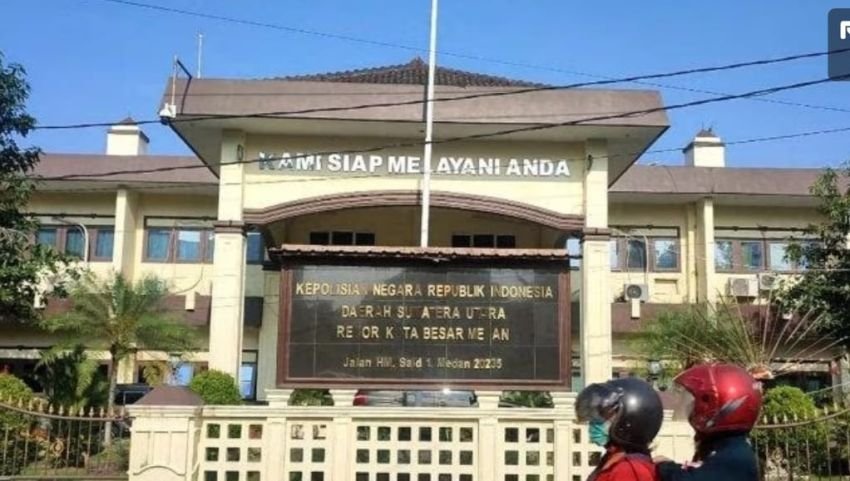 KAMI SIAP MELAYANI ANDA
KEPOLISIAN NEGARA REPUBLIK INDONESIA
DAERAH SUMATERA UTARA
RESOR KOTA BESAR MEDAN
Jalan HM. Said 1. Medan 20235